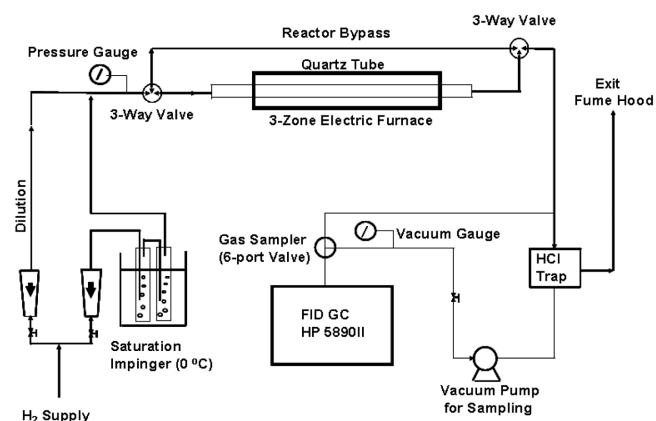 3-Way Valve
Reactor Bypass
Pressure Gauge
Quartz Tube
Exit
Fume Hood
3-Way Valve
3-Zone Electric Furnace
Dilution
Gas Sampler
(6-port Valve)
Vacuum Gauge
HCl
Trap
FID GC
HP 5890II
Saturation
Impinger (0 ºC)
Vacuum Pump
for Sampling
H₂ Supply